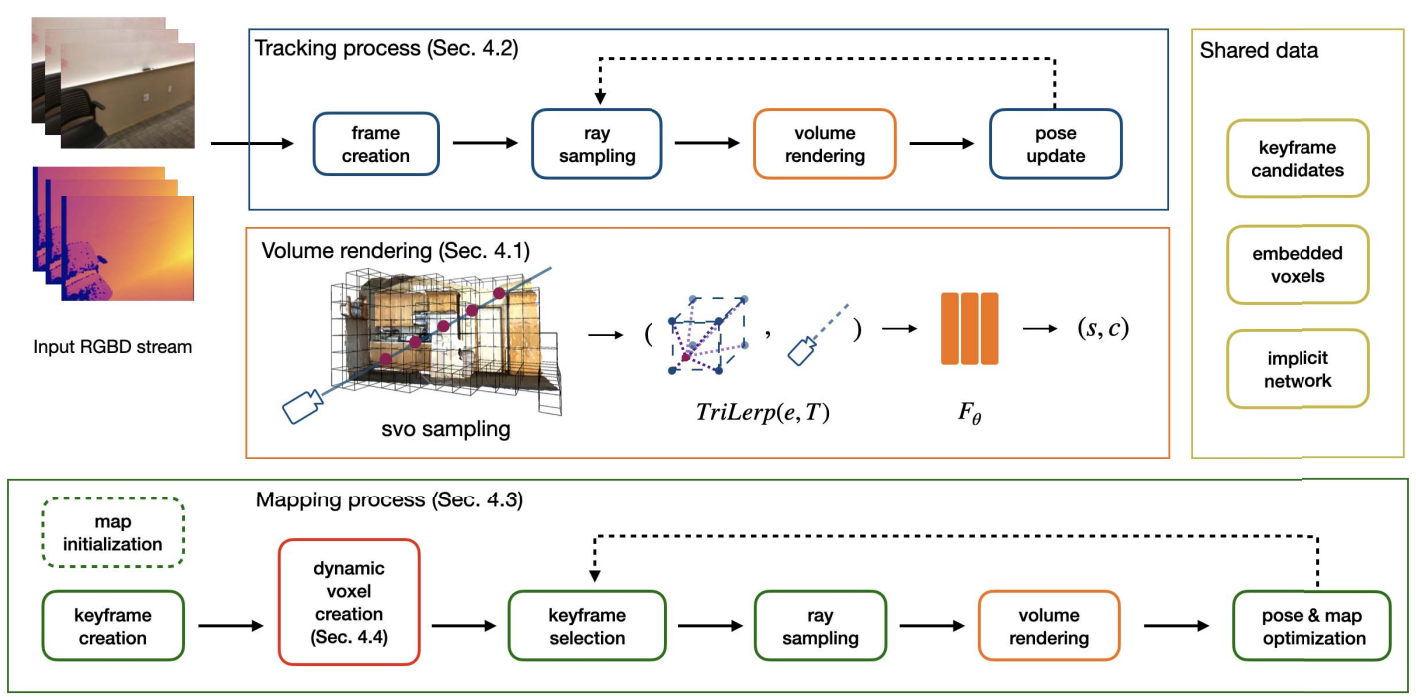 Tracking process (Sec. 4.2)
frame
creation
ray
sampling
volume
rendering
pose
update
Shared data
keyframe
candidates
embedded
voxels
implicit
network
Input RGBD stream
Volume rendering (Sec. 4.1)
svo sampling
( , )
TriLerp(e, T)
F_θ
(s, c)
Mapping process (Sec. 4.3)
map
initialization
keyframe
creation
dynamic
voxel
creation
(Sec. 4.4)
keyframe
selection
ray
sampling
volume
rendering
pose & map
optimization